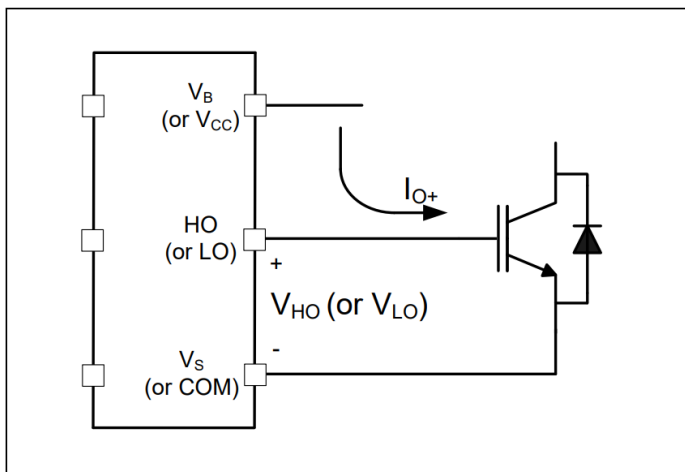 V_B
(or V_CC)
I_O+
HO
(or LO)
+
V_HO (or V_LO)
-
V_S
(or COM)